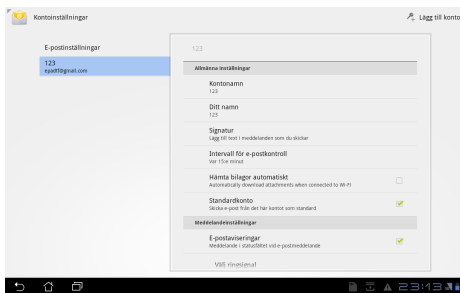 Kontoinställningar
Lägg till konto
E-postinställningar
123
epadtf@gmail.com
123
Allmänna inställningar
Kontonamn
123
Ditt namn
123
Signatur
Lägg till text i meddelanden som du skickar
Intervall för e-postkontroll
Var 15:e minut
Hämta bilagor automatiskt
Automatically download attachments when connected to Wi-Fi
Standardkonto
Skicka e-post från det här kontot som standard
Meddelandeinställningar
E-postaviseringar
Meddelande i statusfältet vid e-postmeddelande
Välj ringsignal
23:13